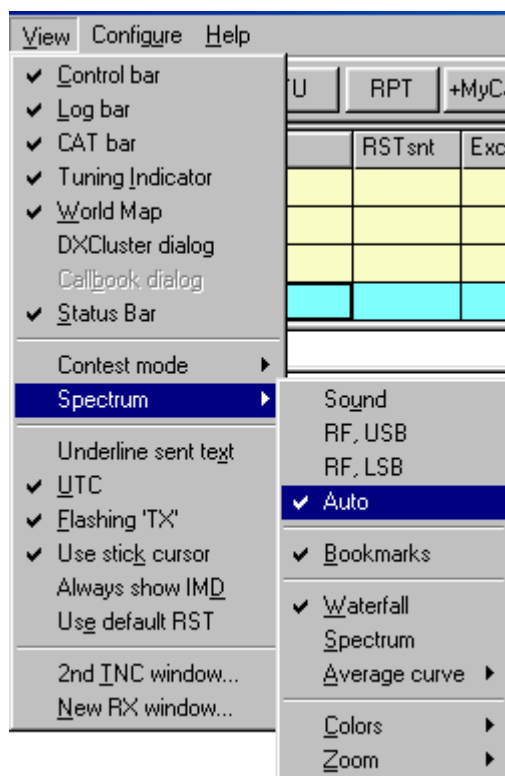 View Configure Help
Control bar
Log bar
CAT bar
Tuning Indicator
World Map
DXCluster dialog
Callbook dialog
Status Bar
Contest mode
Spectrum
Underline sent text
UTC
Flashing 'TX'
Use stick cursor
Always show IMD
Use default RST
2nd TNC window...
New RX window...
RPT +MyC
RSTsnt Exc
Sound
RF, USB
RF, LSB
Auto
Bookmarks
Waterfall
Spectrum
Average curve
Colors
Zoom